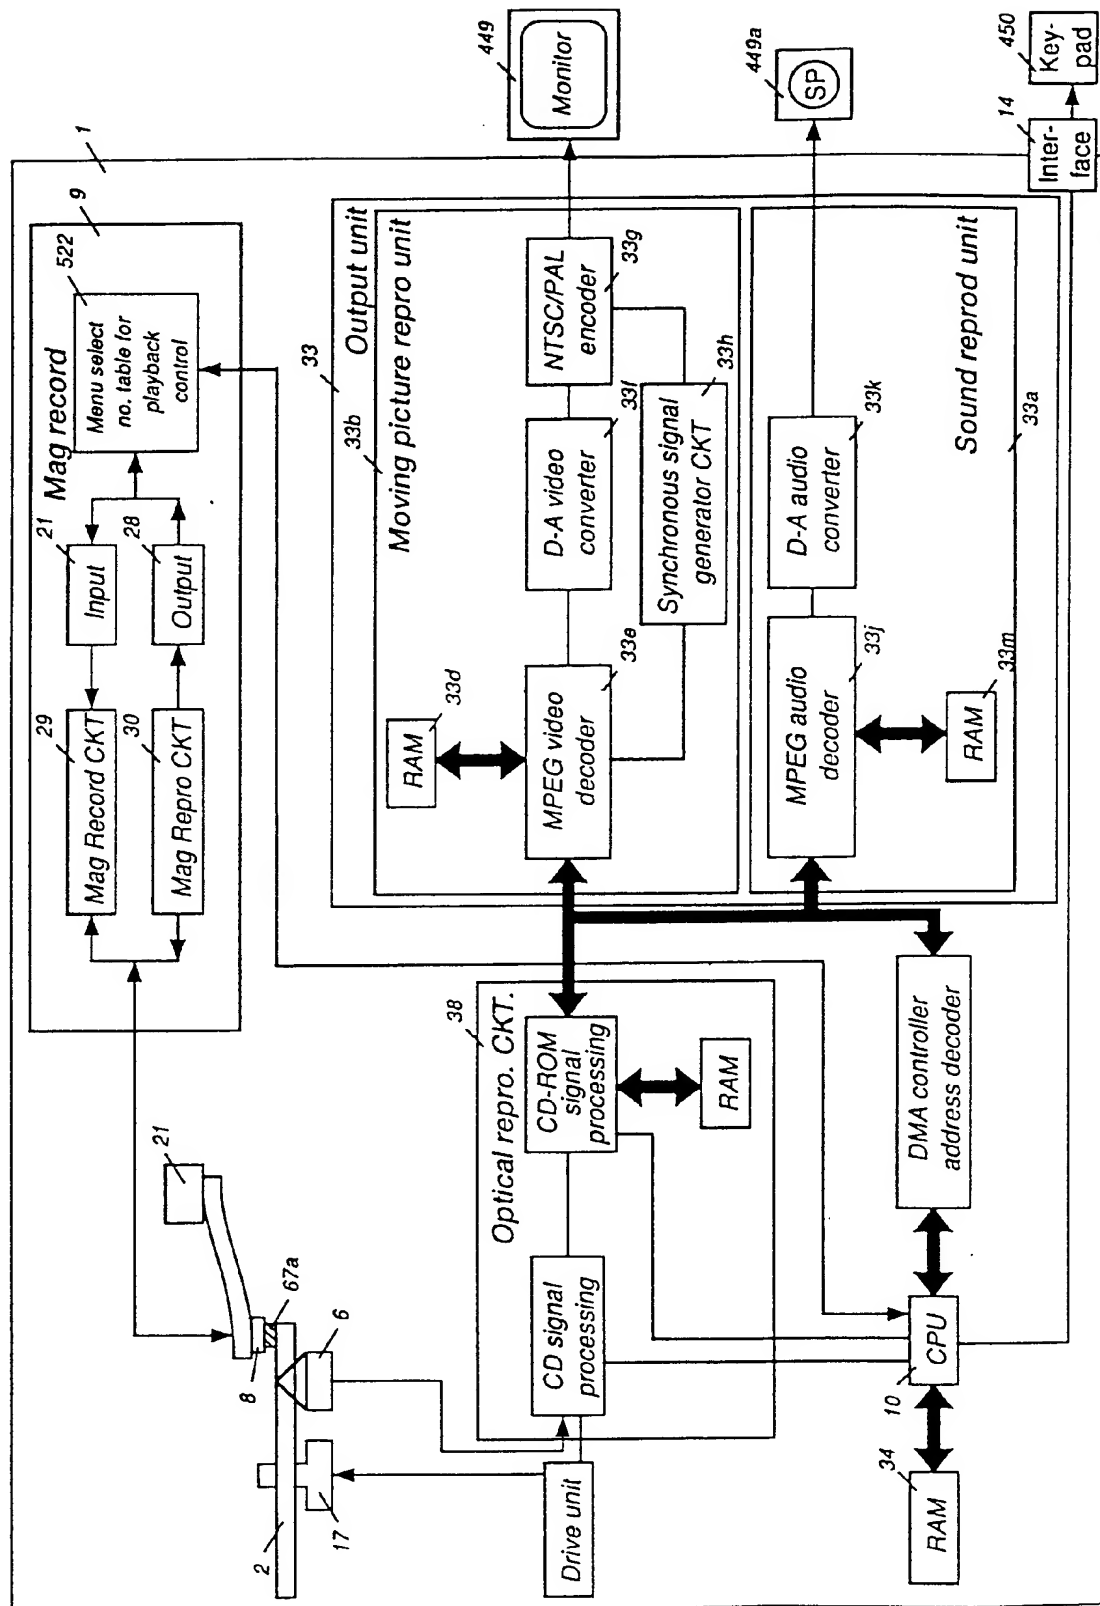 1
9
Mag record
522
Menu select
no. table for
playback
control
21
Input
28
Output
29
Mag Record CKT
30
Mag Repro CKT
21
67a
8
6
2
17
33
Output unit
33b
Moving picture repro unit
33d
RAM
MPEG video
decoder
33e
D-A video
converter
33f
NTSC/PAL
encoder
33g
Synchronous signal
generator CKT
33h
449
Monitor
Sound reprod unit
33a
MPEG audio
decoder
33j
D-A audio
converter
33k
RAM
33m
449a
SP
14
Inter-
face
450
Key-
pad
38
Optical repro. CKT.
CD-ROM
signal
processing
RAM
CD signal
processing
Drive unit
DMA controller
address decoder
10
CPU
34
RAM